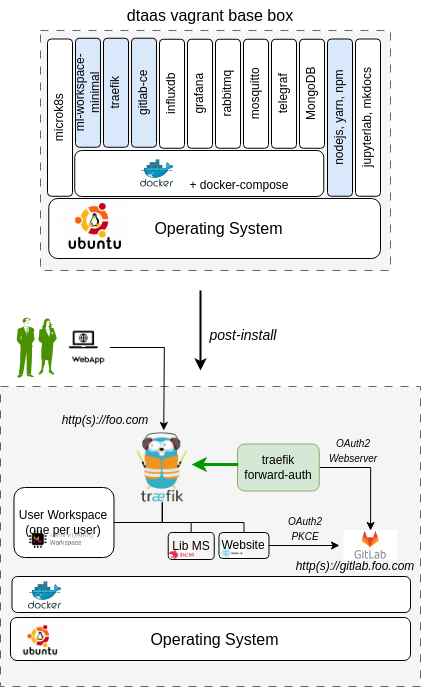 dtaas vagrant base box
microk8s
ml-workspace-
minimal
traefik
gitlab-ce
influxdb
grafana
rabbitmq
mosquitto
telegraf
MongoDB
nodejs, yarn, npm
jupyterlab, mkdocs
docker
+ docker-compose
ubuntu
Operating System
post-install
WebApp
http(s)://foo.com
træfik
traefik
forward-auth
OAuth2
Webserver
User Workspace
(one per user)
Workspace
Lib MS
Website
OAuth2
PKCE
GitLab
http(s)://gitlab.foo.com
docker
ubuntu
Operating System